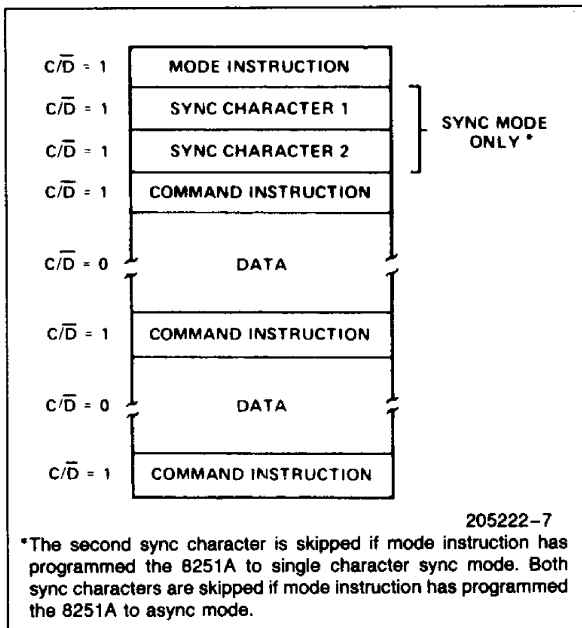 C/D̅ = 1 MODE INSTRUCTION
C/D̅ = 1 SYNC CHARACTER 1
SYNC MODE
ONLY *
C/D̅ = 1 SYNC CHARACTER 2
C/D̅ = 1 COMMAND INSTRUCTION
C/D̅ = 0 DATA
C/D̅ = 1 COMMAND INSTRUCTION
C/D̅ = 0 DATA
C/D̅ = 1 COMMAND INSTRUCTION
205222-7
*The second sync character is skipped if mode instruction has
programmed the 8251A to single character sync mode. Both
sync characters are skipped if mode instruction has programmed
the 8251A to async mode.